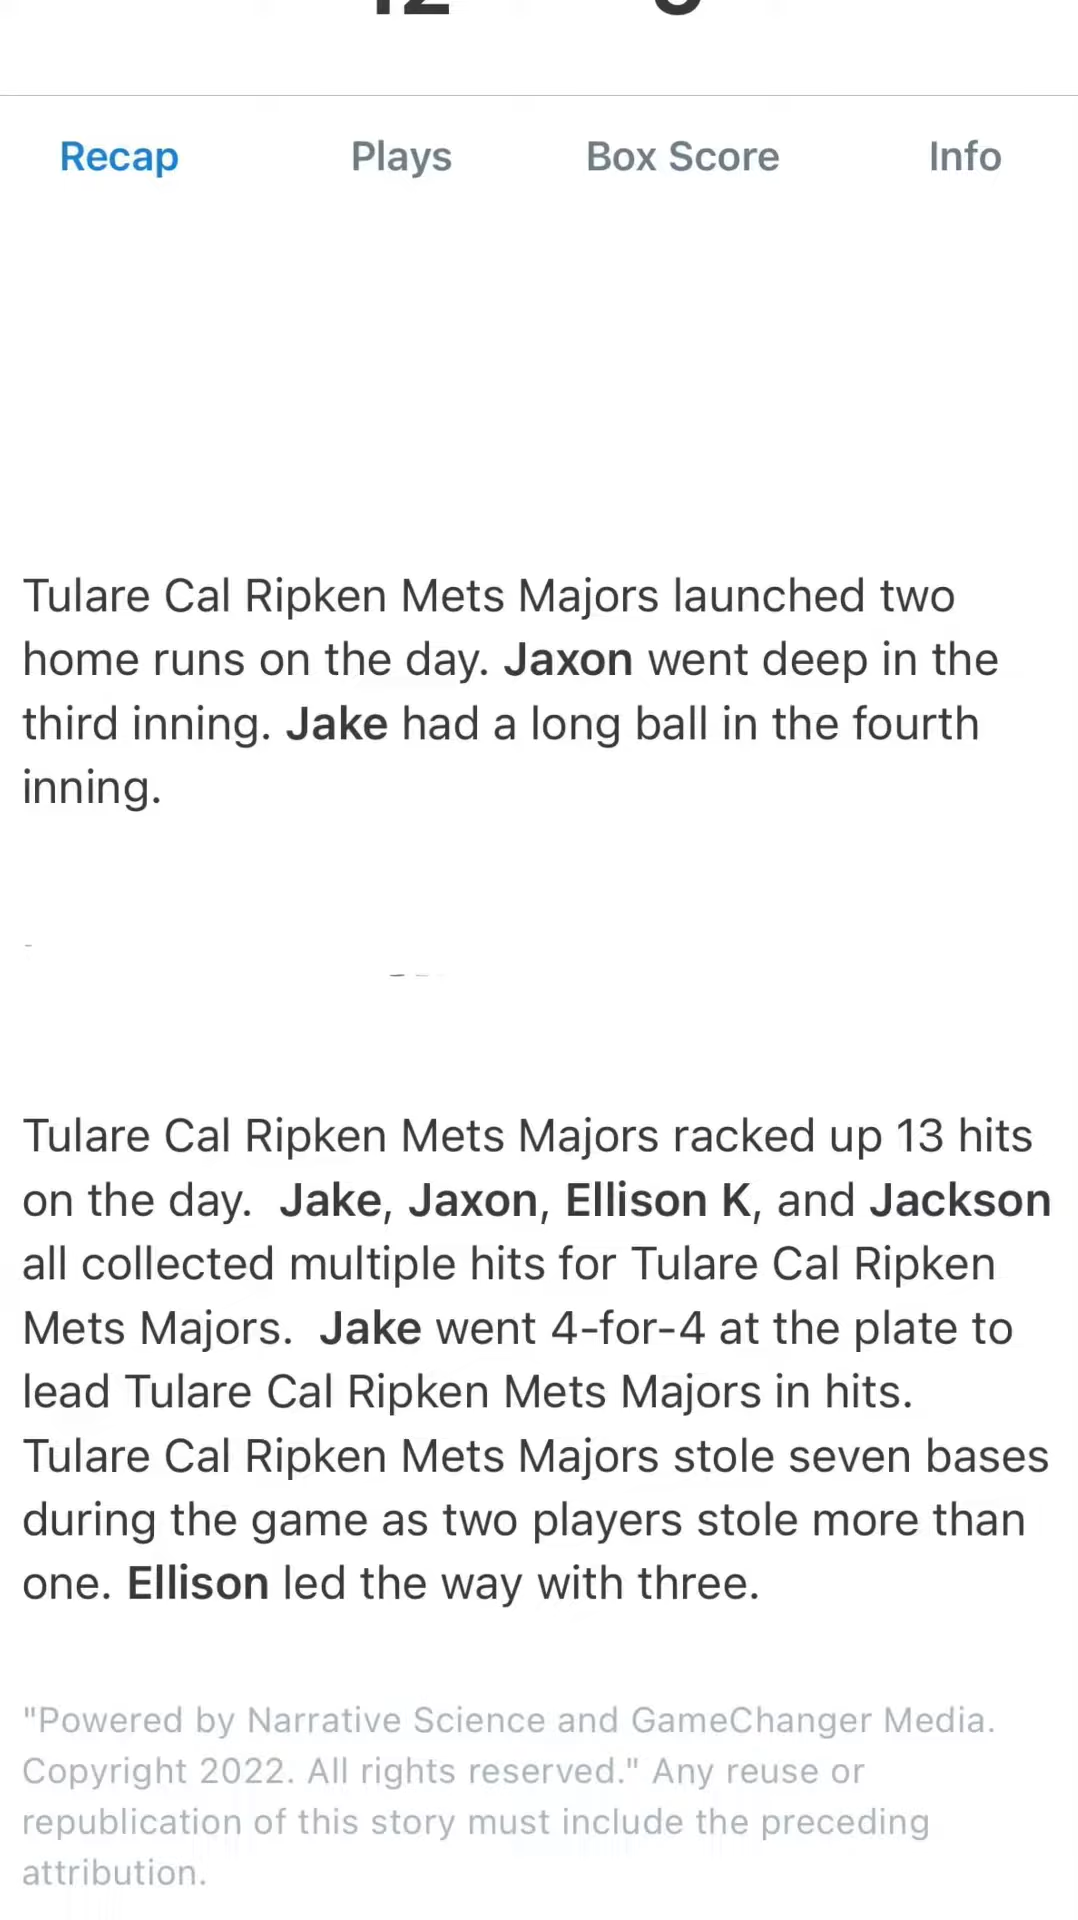 Recap Plays Box Score Info
Tulare Cal Ripken Mets Majors launched two
home runs on the day. Jaxon went deep in the
third inning. Jake had a long ball in the fourth
inning.
Tulare Cal Ripken Mets Majors racked up 13 hits
on the day.  Jake, Jaxon, Ellison K, and Jackson
all collected multiple hits for Tulare Cal Ripken
Mets Majors.  Jake went 4-for-4 at the plate to
lead Tulare Cal Ripken Mets Majors in hits.
Tulare Cal Ripken Mets Majors stole seven bases
during the game as two players stole more than
one. Ellison led the way with three.
"Powered by Narrative Science and GameChanger Media.
Copyright 2022. All rights reserved." Any reuse or
republication of this story must include the preceding
attribution.